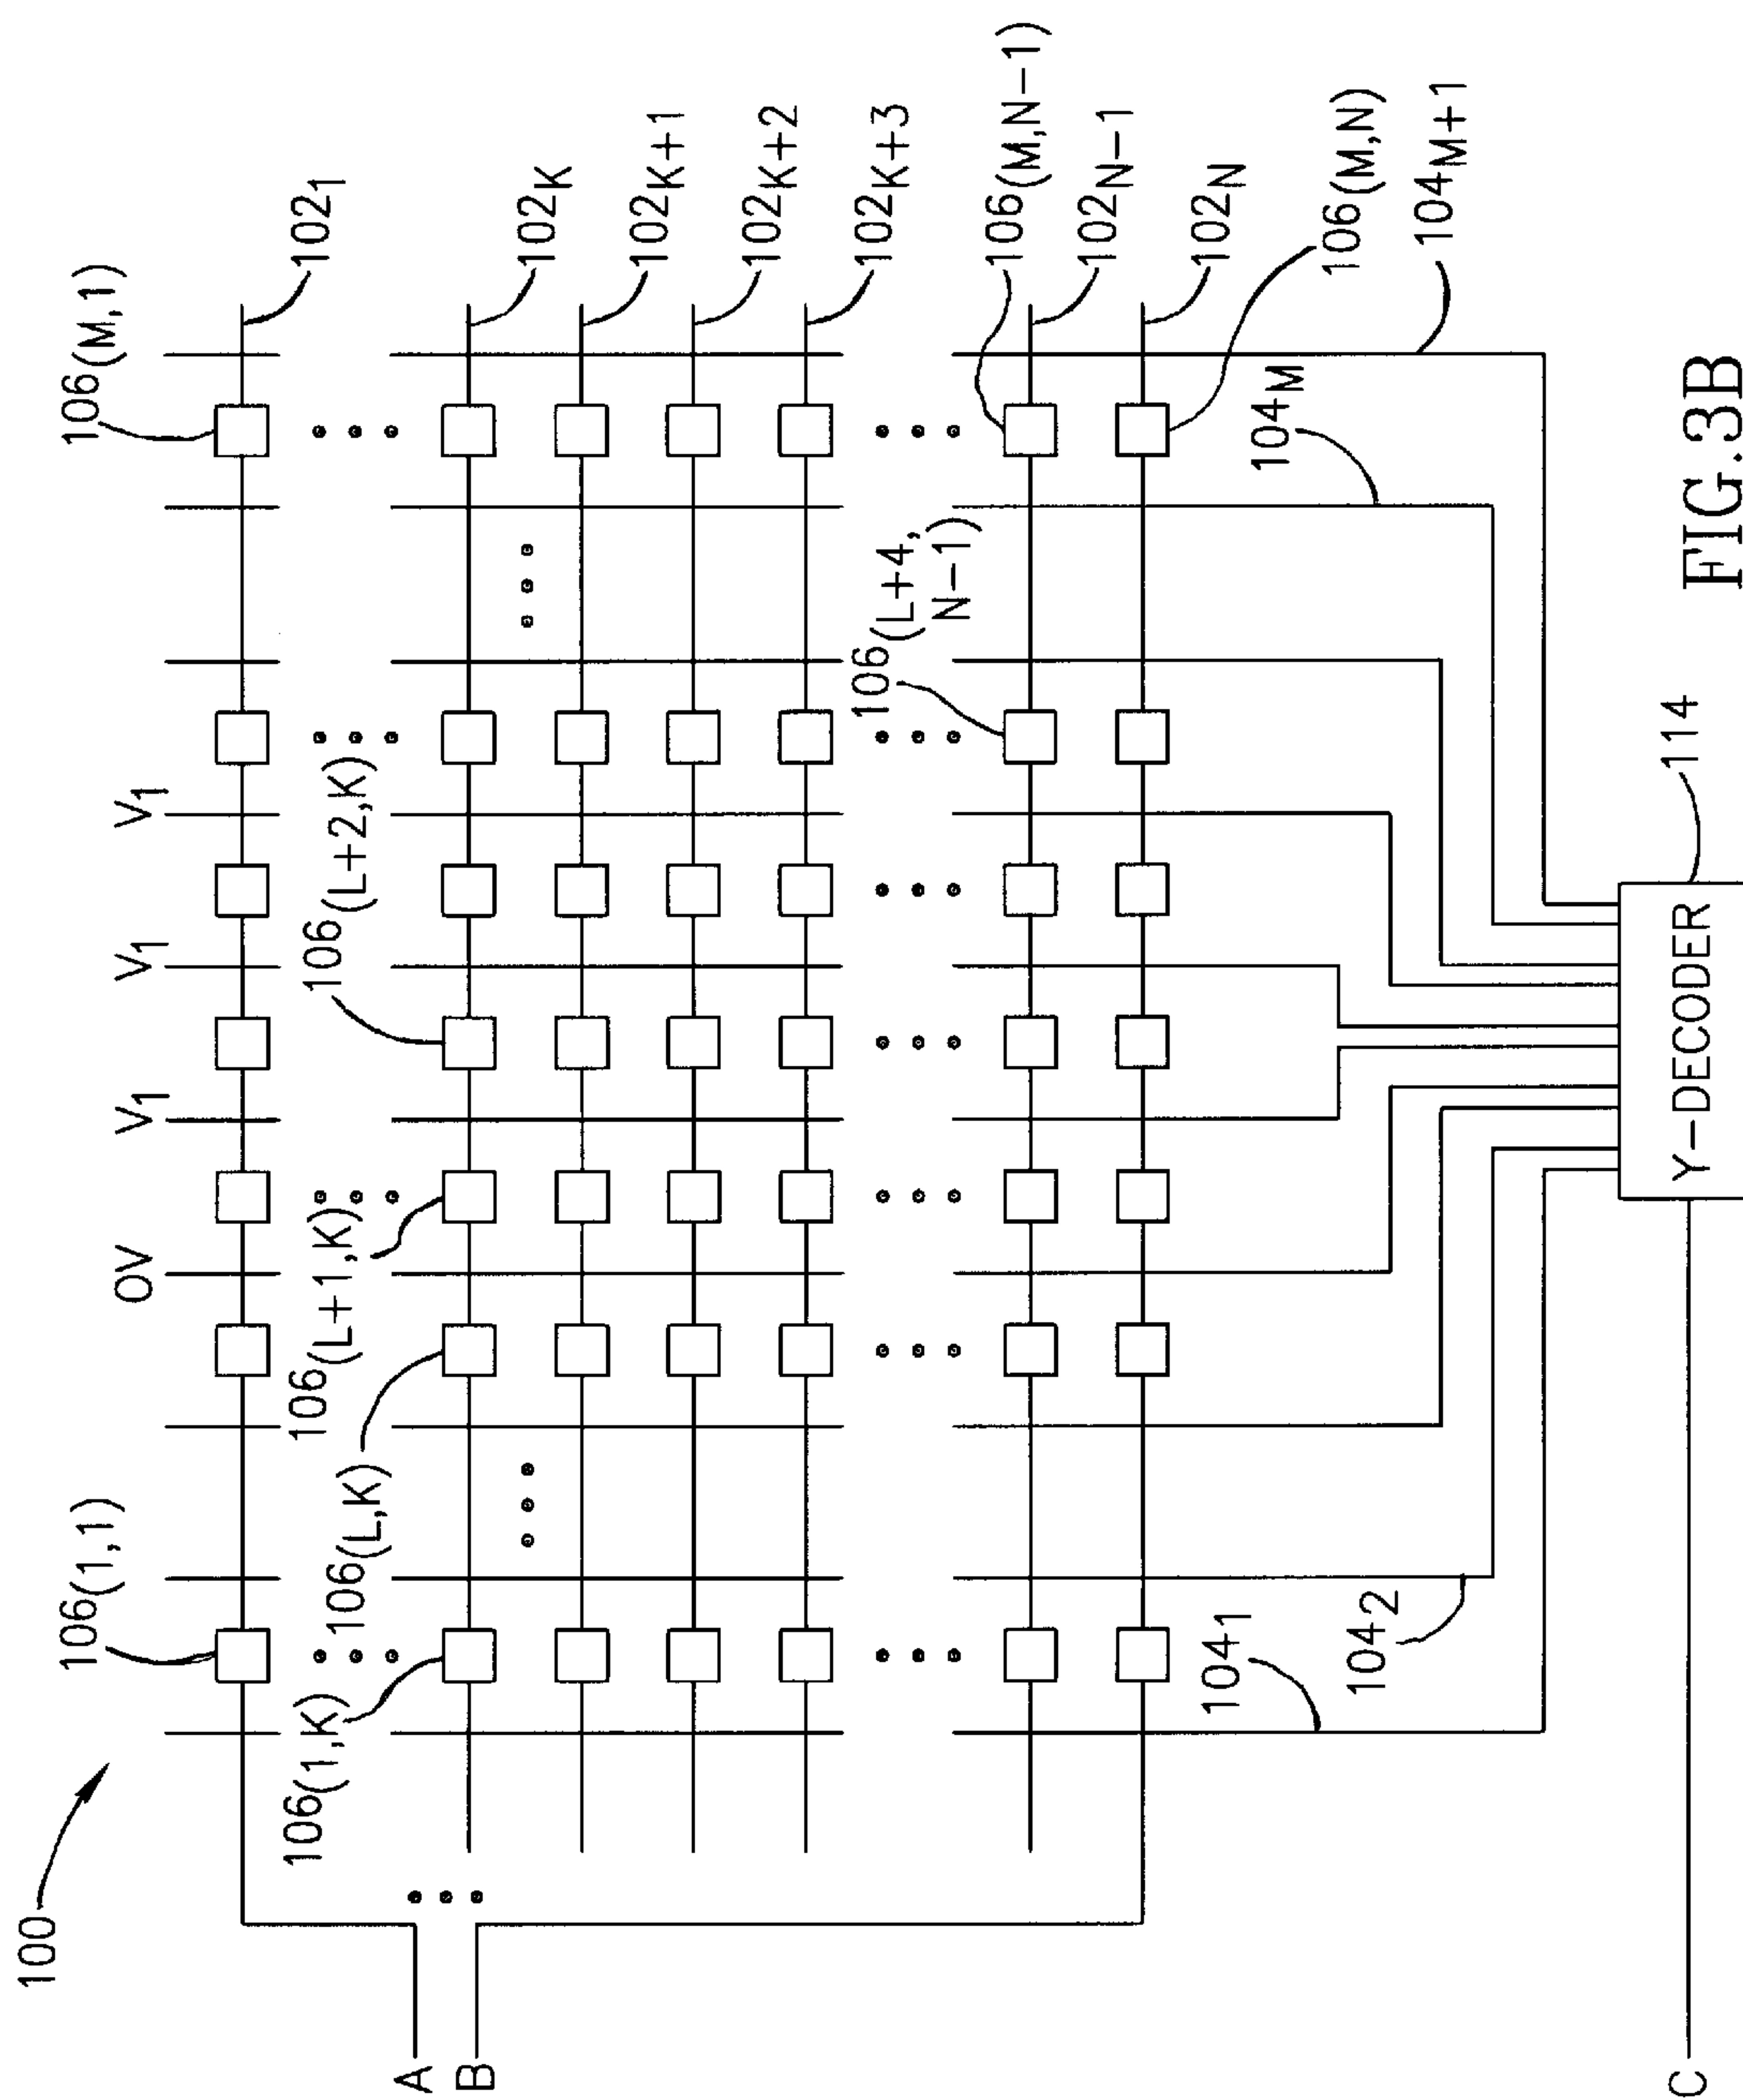 100
106(1,1)
106(M,1)
0V
V1
V1
V1
102₁
106(1,K)
106(L+1,K)
106(L+2,K)
106(L,K)
A
B
102K
102K+1
102K+2
102K+3
106(L+4,
N−1)
106(M,N−1)
102N−1
102N
104₁
104M
106(M,N)
104₂
104M+1
C
Y−DECODER
114
FIG.3B